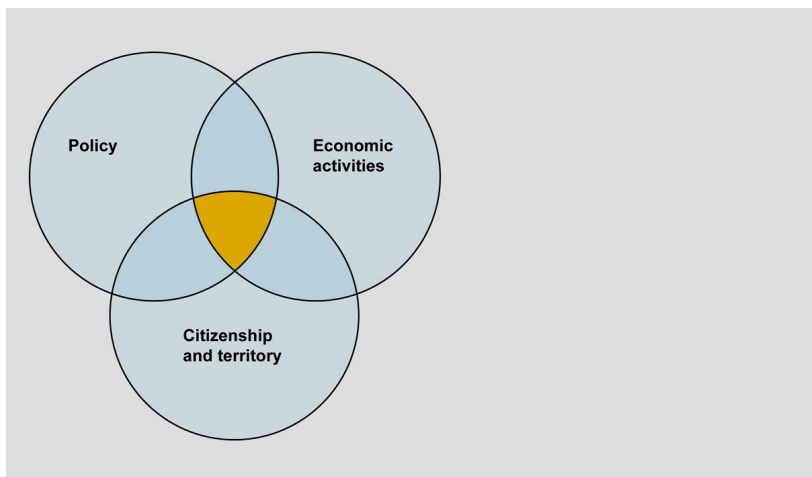 Policy
Economic
activities
Citizenship
and territory